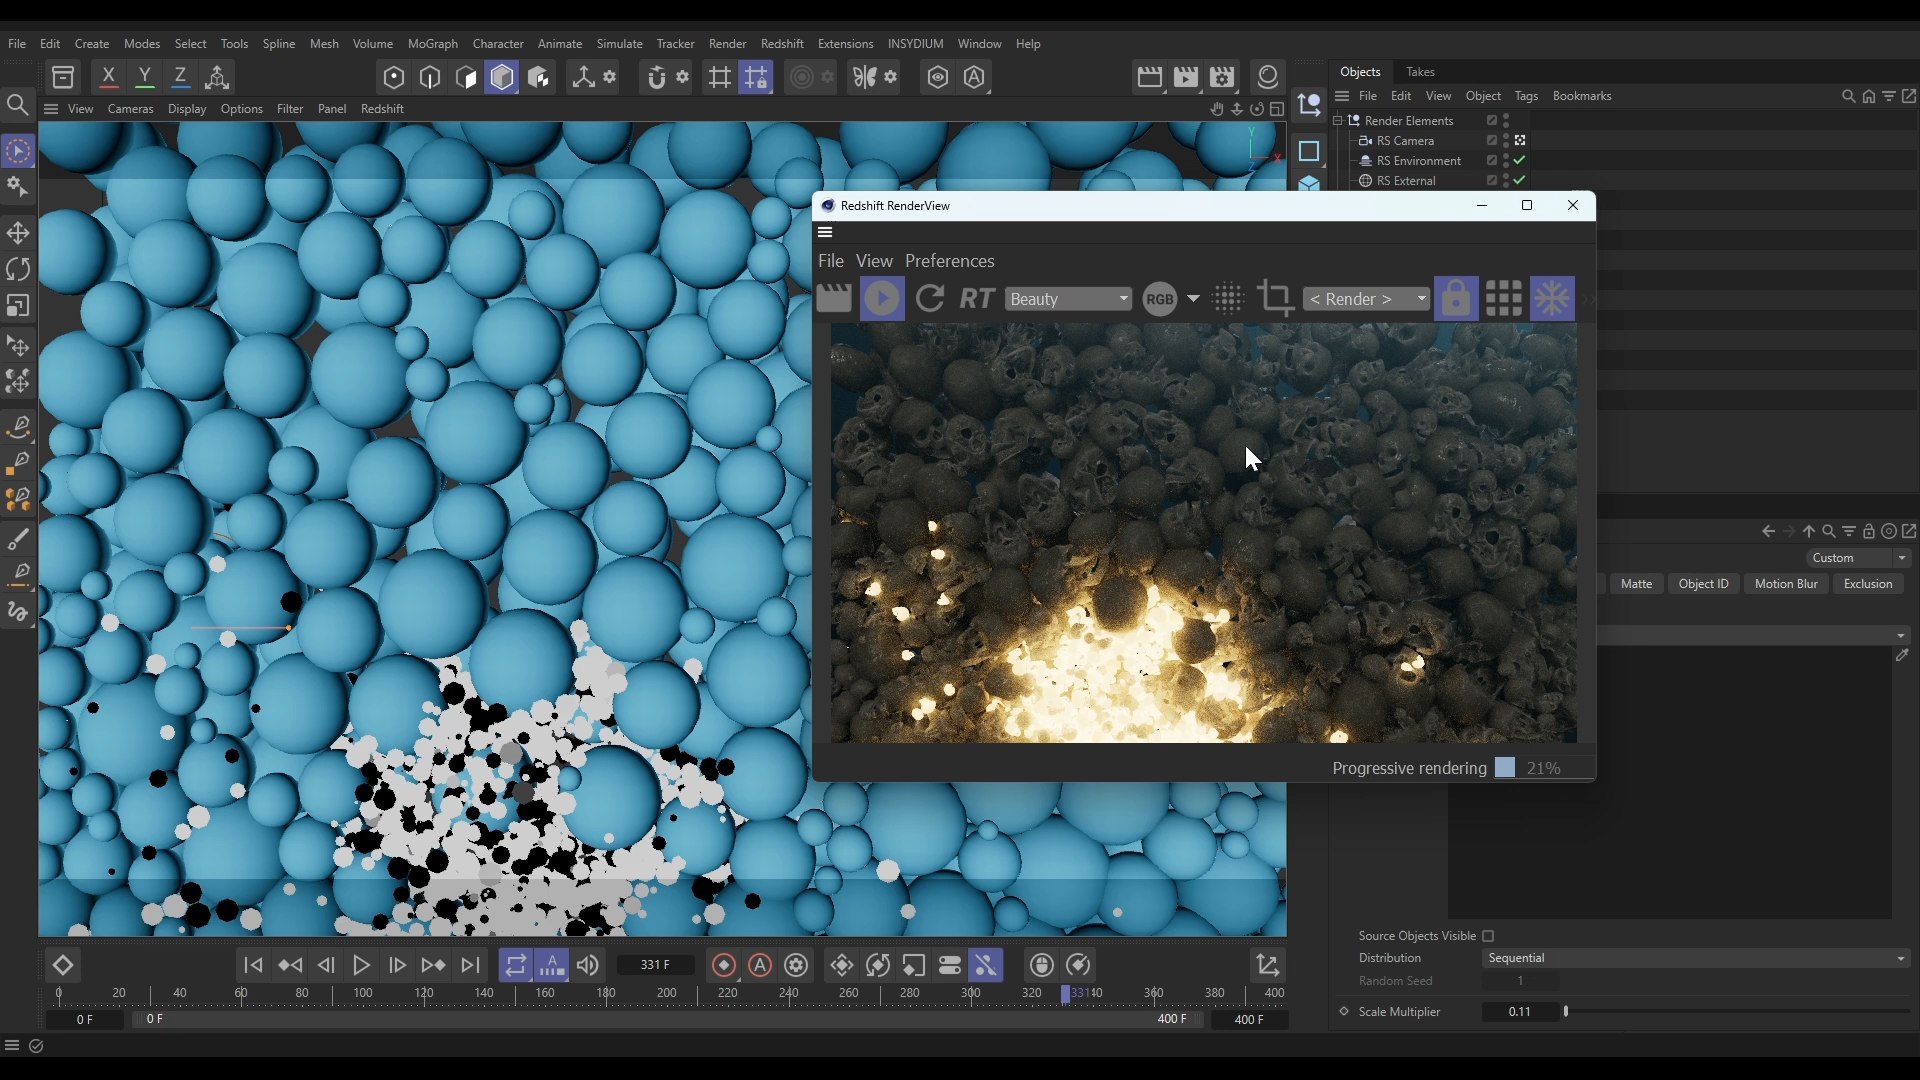 File Edit Create Modes Select Tools Spline Mesh Volume MoGraph Character Animate Simulate Tracker Render Redshift Extensions INSYDIUM Window Help
X Y Z
Objects Takes
View Cameras Display Options Filter Panel Redshift
File Edit View Object Tags Bookmarks
Render Elements
RS Camera
RS Environment
RS External
Y
X
Z
Redshift RenderView
File View Preferences
RT Beauty RGB < Render >
Progressive rendering 21%
Custom
Matte Object ID Motion Blur Exclusion
Source Objects Visible
Distribution Sequential
Random Seed 1
Scale Multiplier 0.11
A 331 F A
0 20 40 60 80 100 120 140 160 180 200 220 240 260 280 300 320 331 40 360 380 400
0 F 0 F 400 F 400 F